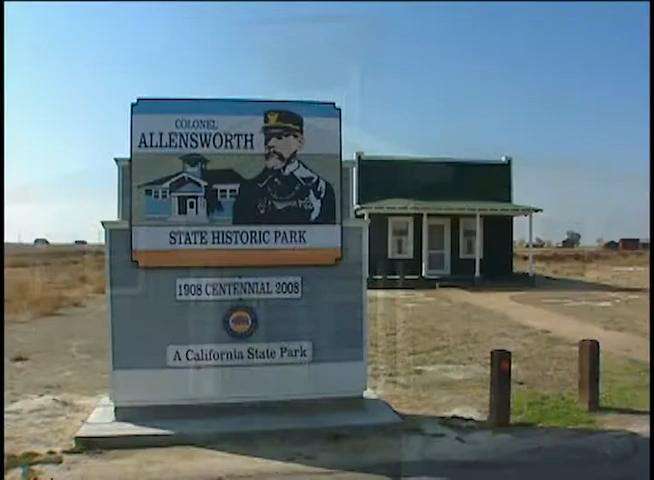 COLONEL
ALLENSWORTH
STATE HISTORIC PARK
1908 CENTENNIAL 2008
A California State Park